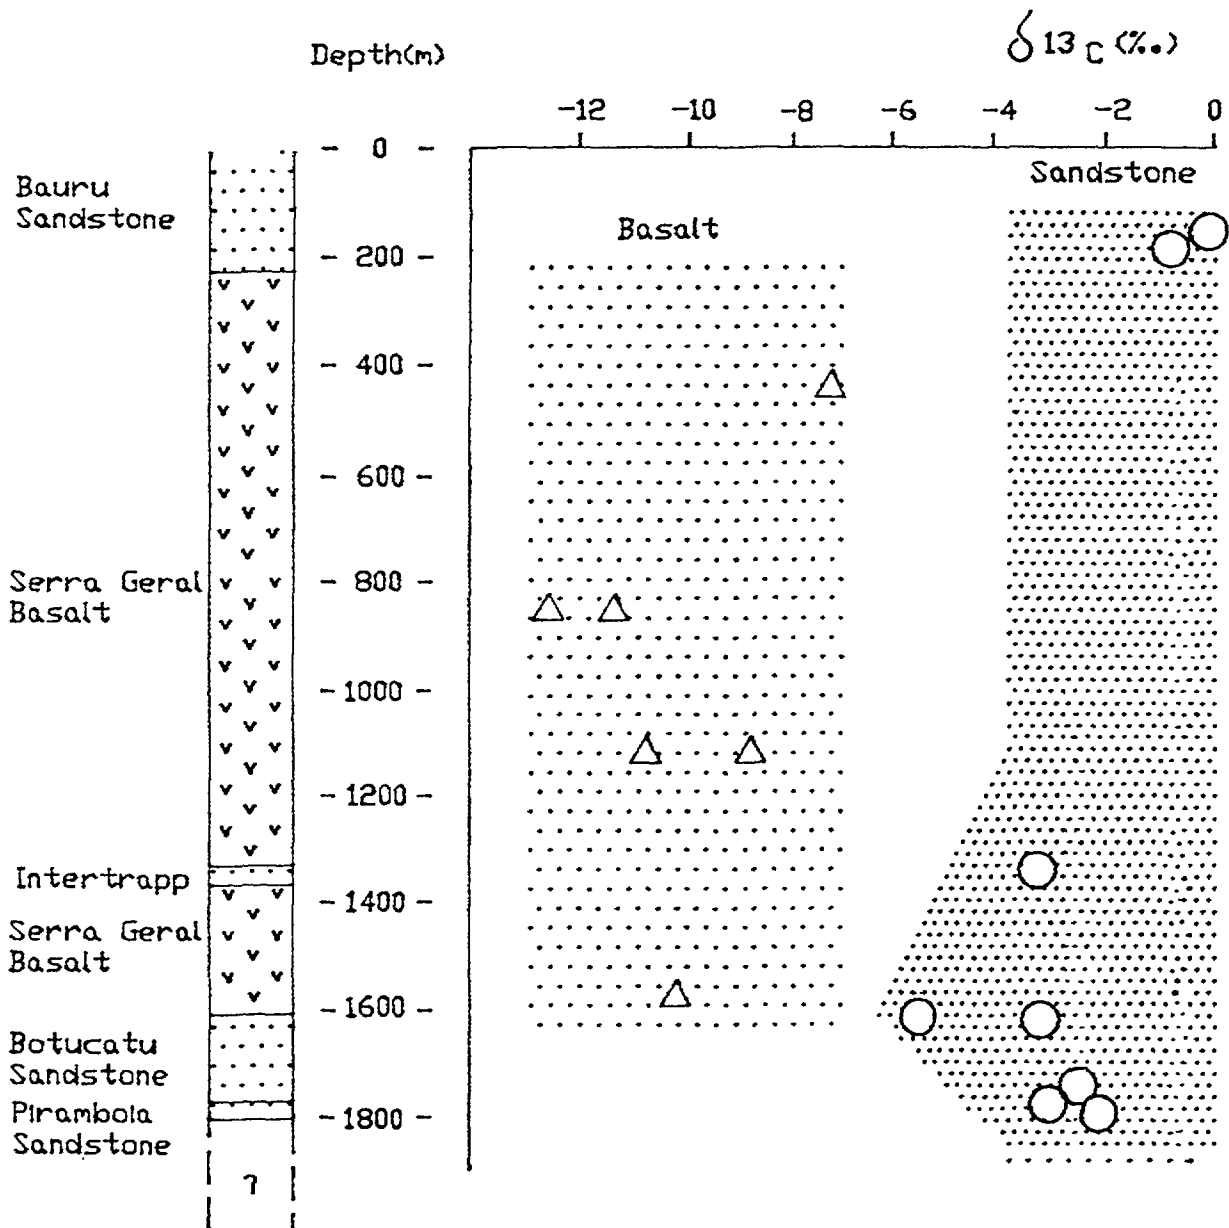 Depth(m)
δ 13 C (‰)
-12 -10 -8 -6 -4 -2 0
- 0 -
Sandstone
Bauru
Sandstone
Basalt
- 200 -
- 400 -
- 600 -
Serra Geral
Basalt
- 800 -
- 1000 -
- 1200 -
Intertrapp
- 1400 -
Serra Geral
Basalt
- 1600 -
Botucatu
Sandstone
Pirambola
Sandstone
- 1800 -
?